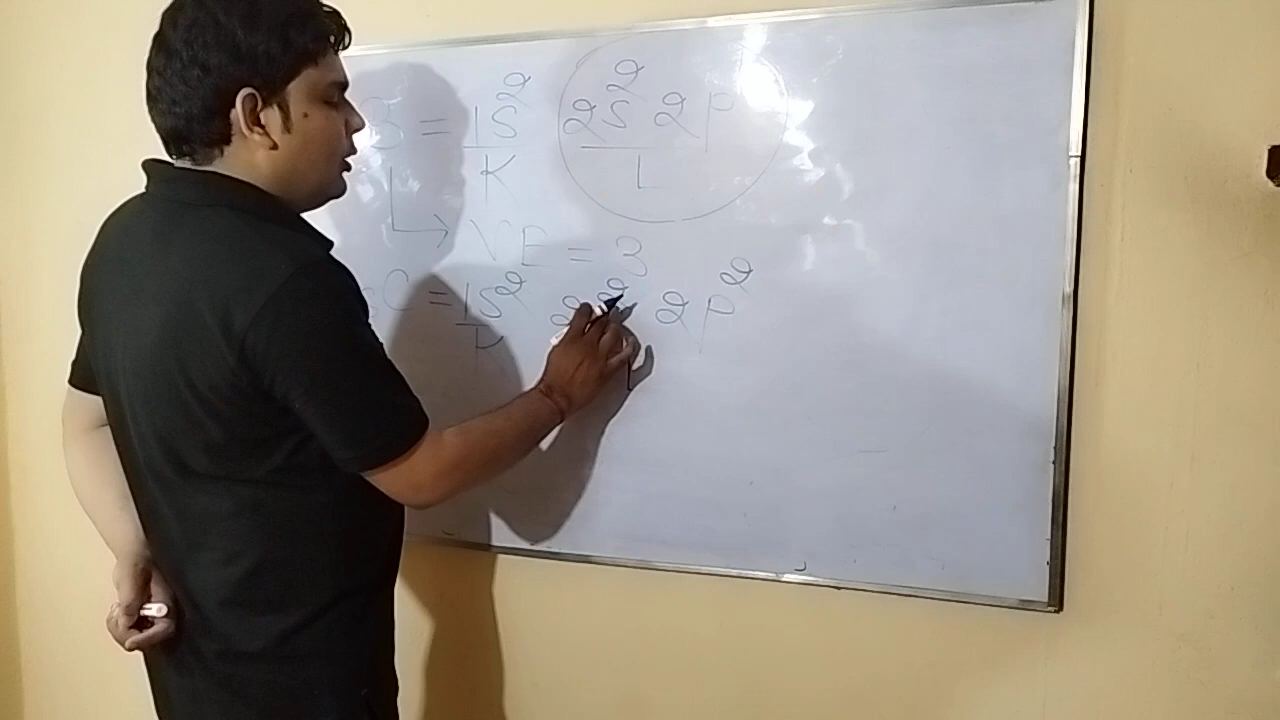 B = 1S² 2S² 2P
K L
↳ VE = 3
C = 1S² 2S² 2P²
K L